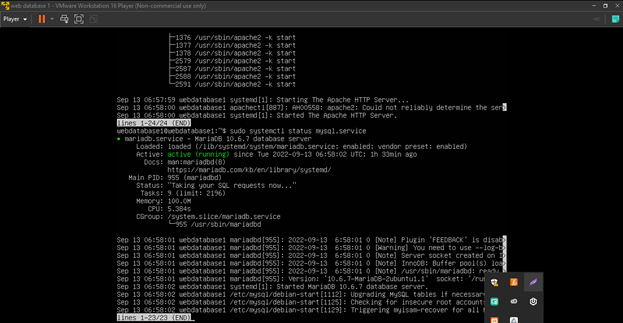 web database 1 - VMware Workstation 16 Player (Non-commercial use only)
Player
├─1376 /usr/sbin/apache2 -k start
├─1377 /usr/sbin/apache2 -k start
├─1378 /usr/sbin/apache2 -k start
├─2579 /usr/sbin/apache2 -k start
├─2587 /usr/sbin/apache2 -k start
├─2588 /usr/sbin/apache2 -k start
└─2591 /usr/sbin/apache2 -k start
Sep 13 06:57:59 webdatabase1 systemd[1]: Starting The Apache HTTP Server...
Sep 13 06:58:00 webdatabase1 apachectl[887]: AH00558: apache2: Could not reliably determine the ser>
Sep 13 06:58:00 webdatabase1 systemd[1]: Started The Apache HTTP Server.
lines 1-24/24 (END)
webdatabase1@webdatabase1:~$ sudo systemctl status mysql.service
● mariadb.service - MariaDB 10.6.7 database server
Loaded: loaded (/lib/systemd/system/mariadb.service; enabled; vendor preset: enabled)
Active: active (running) since Tue 2022-09-13 06:58:02 UTC; 1h 33min ago
Docs: man:mariadbd(8)
https://mariadb.com/kb/en/library/systemd/
Main PID: 955 (mariadbd)
Status: "Taking your SQL requests now..."
Tasks: 9 (limit: 2196)
Memory: 100.0M
CPU: 5.384s
CGroup: /system.slice/mariadb.service
└─955 /usr/sbin/mariadbd
Sep 13 06:58:01 webdatabase1 mariadbd[955]: 2022-09-13  6:58:01 0 [Note] Plugin 'FEEDBACK' is disab>
Sep 13 06:58:01 webdatabase1 mariadbd[955]: 2022-09-13  6:58:01 0 [Warning] You need to use --log-b>
Sep 13 06:58:01 webdatabase1 mariadbd[955]: 2022-09-13  6:58:01 0 [Note] Server socket created on I>
Sep 13 06:58:01 webdatabase1 mariadbd[955]: 2022-09-13  6:58:01 0 [Note] InnoDB: Buffer pool(s) loa>
Sep 13 06:58:01 webdatabase1 mariadbd[955]: 2022-09-13  6:58:01 0 [Note] /usr/sbin/mariadbd: ready
Sep 13 06:58:01 webdatabase1 mariadbd[955]: Version: '10.6.7-MariaDB-2ubuntu1.1'  socket: '/run/
Sep 13 06:58:02 webdatabase1 systemd[1]: Started MariaDB 10.6.7 database server.
Sep 13 06:58:02 webdatabase1 /etc/mysql/debian-start[1112]: Upgrading MySQL tables if necessar
Sep 13 06:58:02 webdatabase1 /etc/mysql/debian-start[1125]: Checking for insecure root account
Sep 13 06:58:02 webdatabase1 /etc/mysql/debian-start[1129]: Triggering myisam-recover for all
lines 1-23/23 (END)